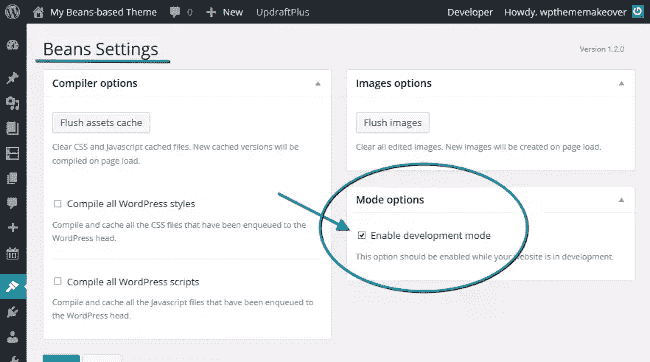 My Beans-based Theme 0 + New UpdraftPlus Developer Howdy, wpthememakeover
Beans Settings
Version 1.2.0
Compiler options
Flush assets cache
Clear CSS and Javascript cached files. New cached versions will be
compiled on page load.
Compile all WordPress styles
Compile and cache all the CSS files that have been enqueued to the
WordPress head.
Compile all WordPress scripts
Compile and cache all the Javascript files that have been enqueued to
the WordPress head.
Images options
Flush images
Clear all edited images. New images will be created on page load.
Mode options
Enable development mode
This option should be enabled while your website is in development.